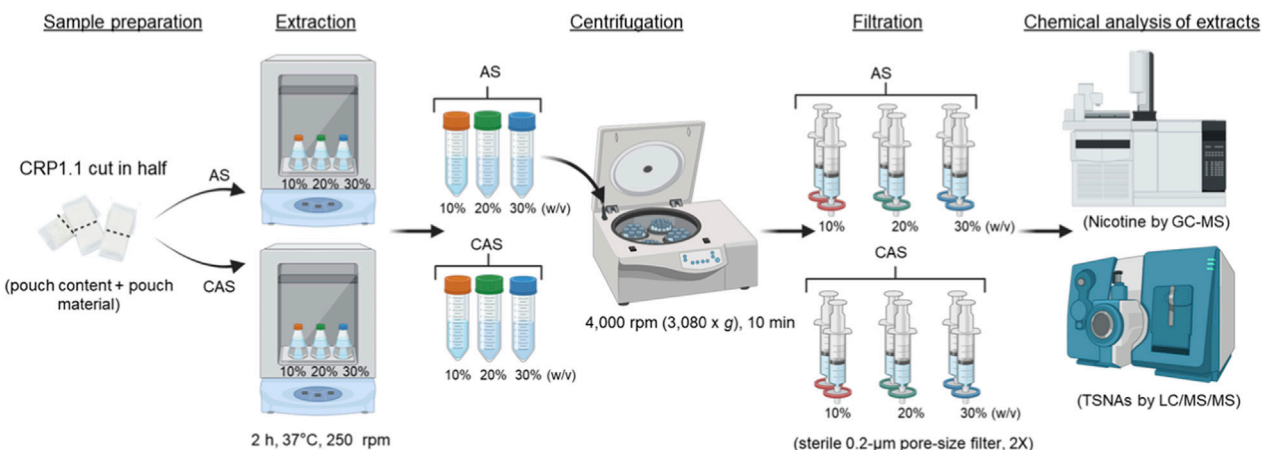 Sample preparation
Extraction
Centrifugation
Filtration
Chemical analysis of extracts
CRP1.1 cut in half
(pouch content + pouch
material)
AS
CAS
10% 20% 30%
10% 20% 30%
2 h, 37°C, 250 rpm
AS
10% 20% 30% (w/v)
CAS
10% 20% 30% (w/v)
4,000 rpm (3,080 x g), 10 min
AS
10% 20% 30% (w/v)
CAS
10% 20% 30% (w/v)
(sterile 0.2-µm pore-size filter, 2X)
(Nicotine by GC-MS)
(TSNAs by LC/MS/MS)